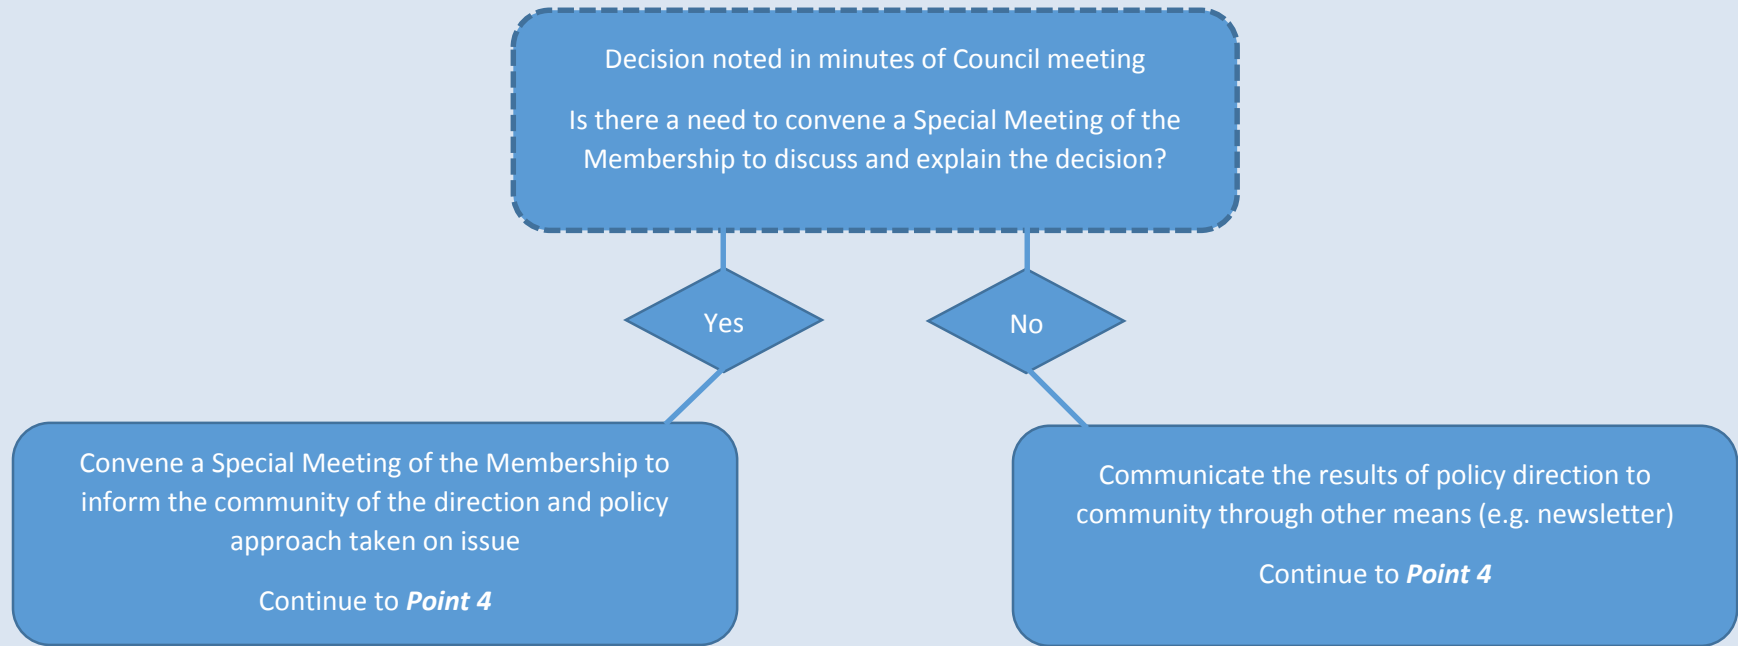 Decision noted in minutes of Council meeting
Is there a need to convene a Special Meeting of the
Membership to discuss and explain the decision?
Yes
No
Convene a Special Meeting of the Membership to
inform the community of the direction and policy
approach taken on issue
Continue to Point 4
Communicate the results of policy direction to
community through other means (e.g. newsletter)
Continue to Point 4